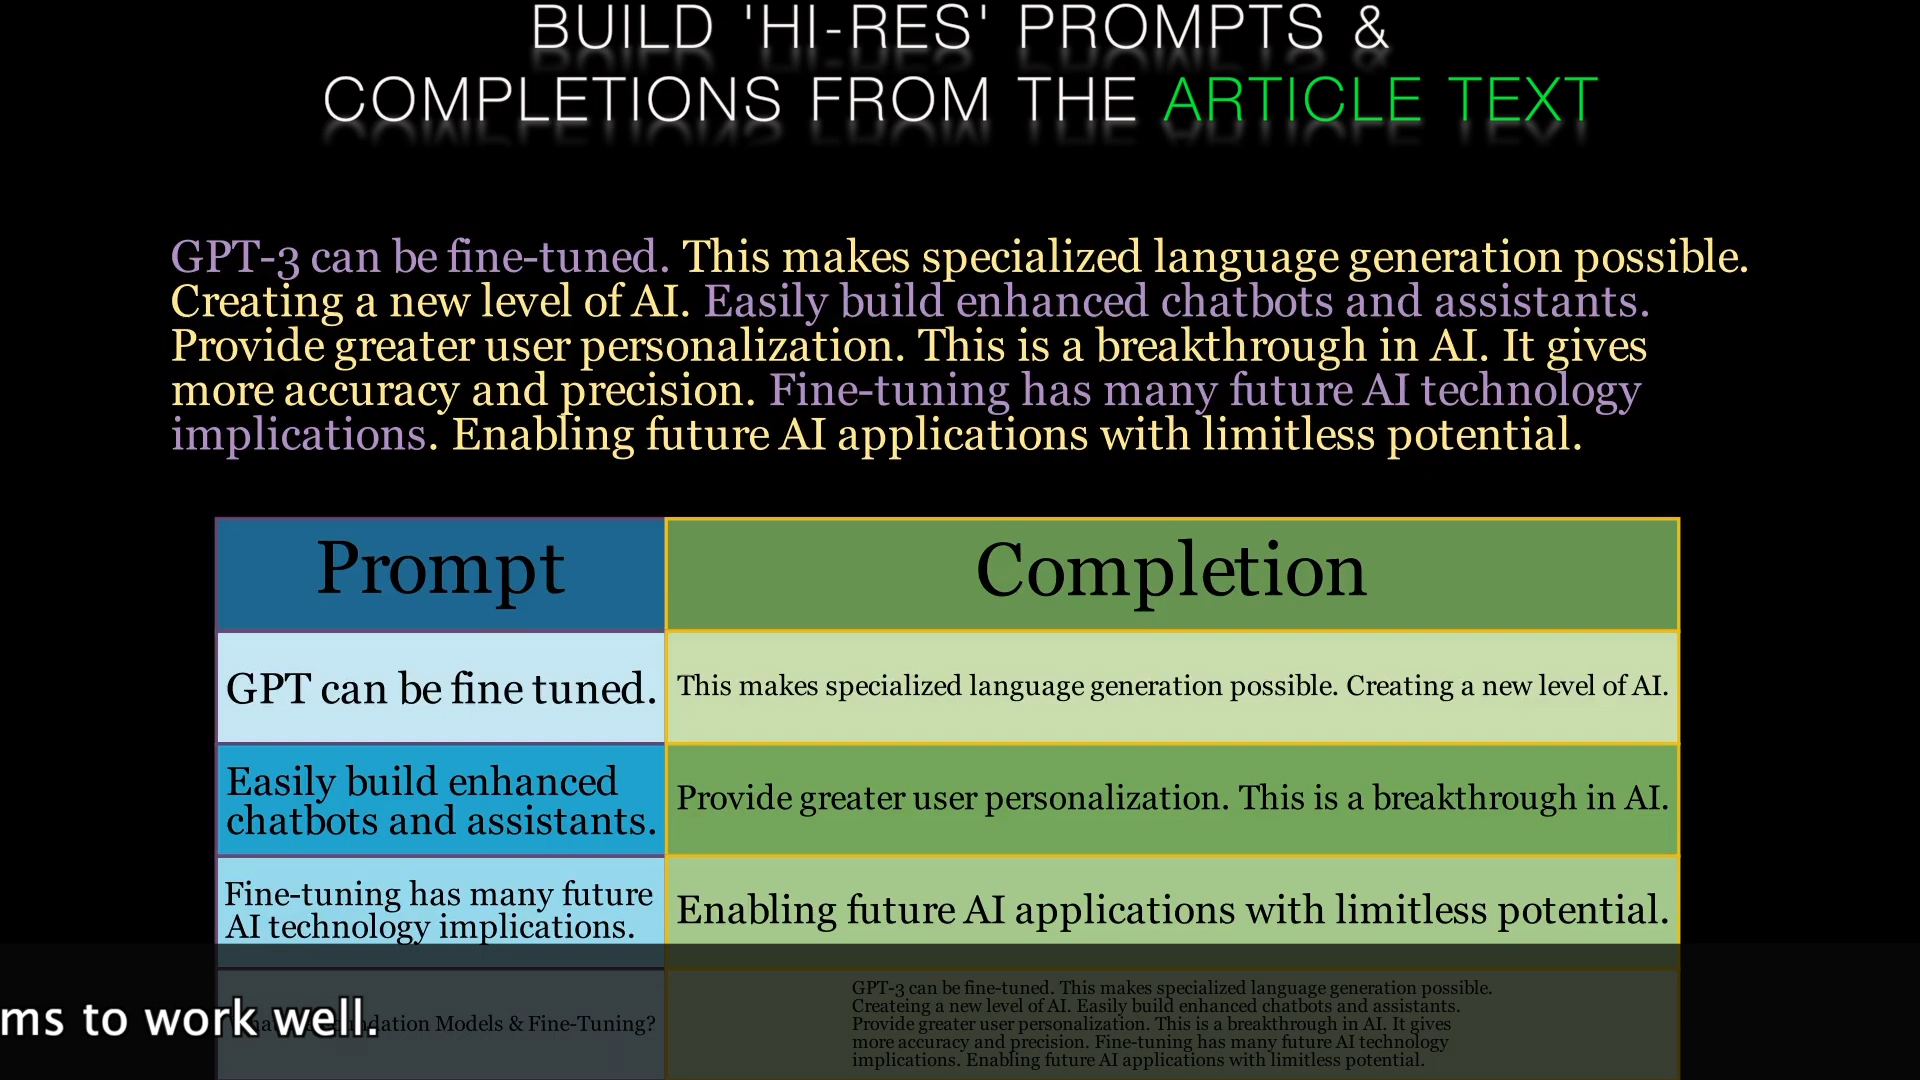 BUILD 'HI-RES' PROMPTS &
COMPLETIONS FROM THE ARTICLE TEXT
GPT-3 can be fine-tuned. This makes specialized language generation possible.
Creating a new level of AI. Easily build enhanced chatbots and assistants.
Provide greater user personalization. This is a breakthrough in AI. It gives
more accuracy and precision. Fine-tuning has many future AI technology
implications. Enabling future AI applications with limitless potential.
Prompt
Completion
GPT can be fine tuned.
This makes specialized language generation possible. Creating a new level of AI.
Easily build enhanced
chatbots and assistants.
Provide greater user personalization. This is a breakthrough in AI.
Fine-tuning has many future
AI technology implications.
Enabling future AI applications with limitless potential.
Models & Fine-Tuning?
GPT-3 can be fine-tuned. This makes specialized language generation possible.
Createing a new level of AI. Easily build enhanced chatbots and assistants.
Provide greater user personalization. This is a breakthrough in AI. It gives
more accuracy and precision. Fine-tuning has many future AI technology
implications. Enabling future AI applications with limitless potential.
ms to work well.